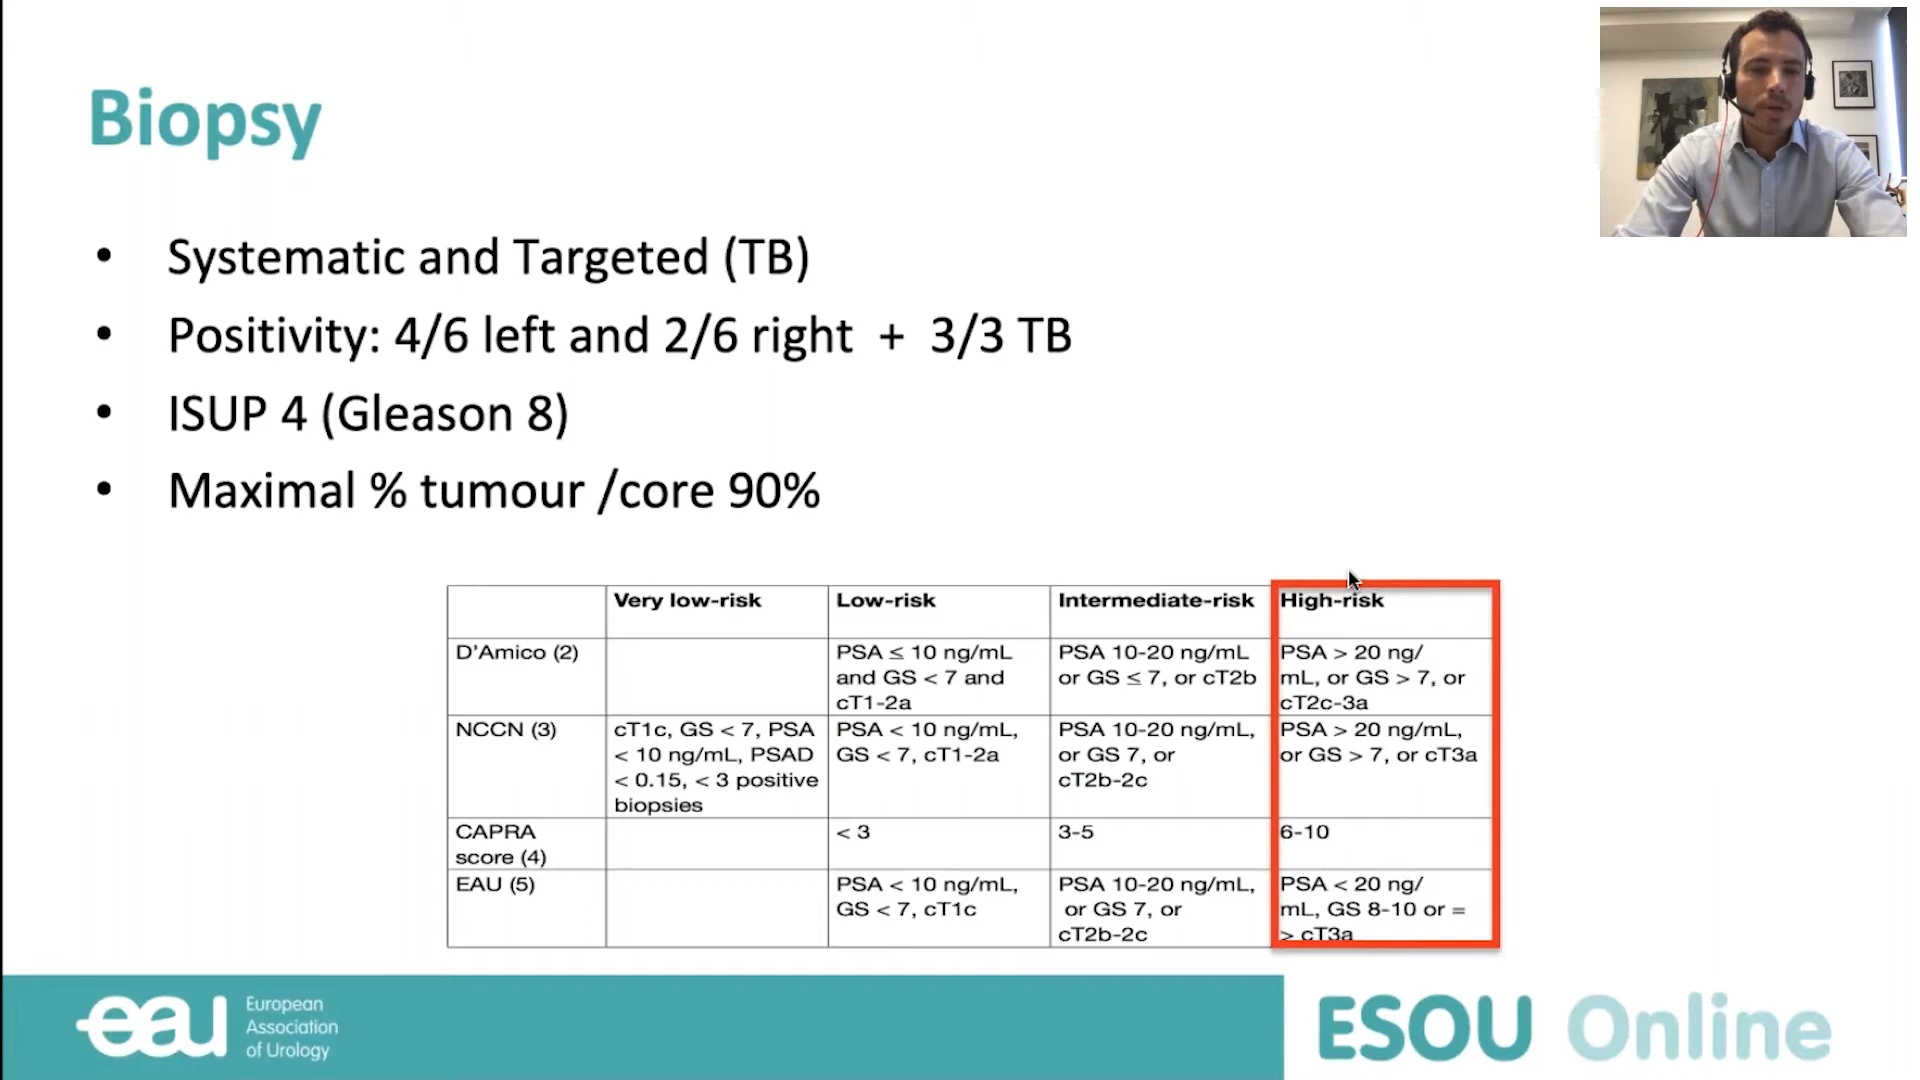 Biopsy
• Systematic and Targeted (TB)
• Positivity: 4/6 left and 2/6 right + 3/3 TB
• ISUP 4 (Gleason 8)
• Maximal % tumour /core 90%
Very low-risk
Low-risk
Intermediate-risk
High-risk
D'Amico (2)
PSA ≤ 10 ng/mL
and GS < 7 and
cT1-2a
PSA 10-20 ng/mL
or GS ≤ 7, or cT2b
PSA > 20 ng/
mL, or GS > 7, or
cT2c-3a
NCCN (3)
cT1c, GS < 7, PSA
< 10 ng/mL, PSAD
< 0.15, < 3 positive
biopsies
PSA < 10 ng/mL,
GS < 7, cT1-2a
PSA 10-20 ng/mL,
or GS 7, or
cT2b-2c
PSA > 20 ng/mL,
or GS > 7, or cT3a
CAPRA
score (4)
< 3
3-5
6-10
EAU (5)
PSA < 10 ng/mL,
GS < 7, cT1c
PSA 10-20 ng/mL,
or GS 7, or
cT2b-2c
PSA < 20 ng/
mL, GS 8-10 or =
> cT3a
eau
European
Association
of Urology
ESOU Online